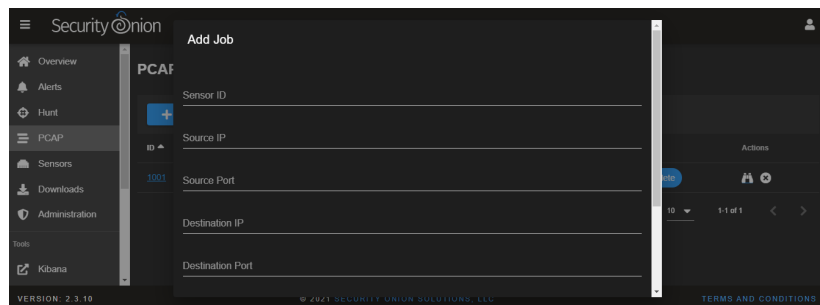 Security Onion
Add Job
Overview
PCAP
Alerts
Sensor ID
Hunt
Source IP
PCAP
ID
Actions
Sensors
1001
Source Port
Downloads
10
1-1 of 1
Administration
Destination IP
Tools
Kibana
Destination Port
VERSION: 2.3.10
© 2021 SECURITY ONION SOLUTIONS, LLC
TERMS AND CONDITIONS